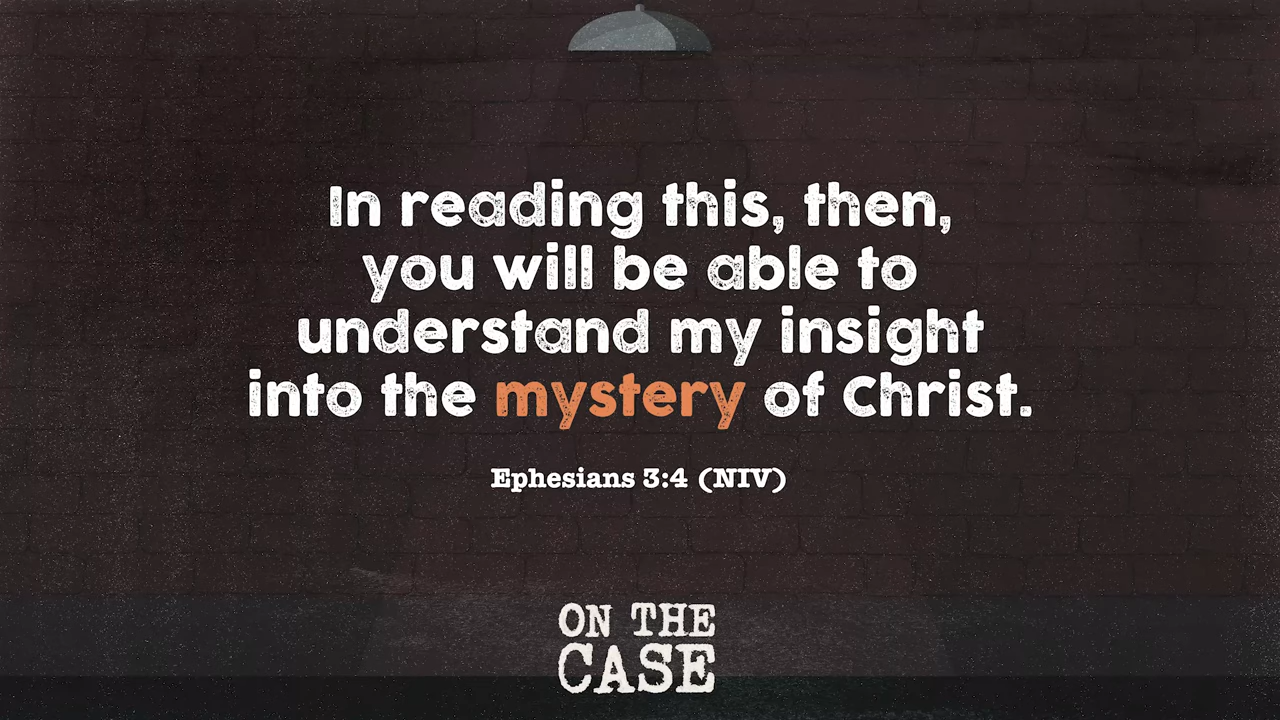 In reading this, then,
you will be able to
understand my insight
into the mystery of Christ.
Ephesians 3:4 (NIV)
ON THE
CASE